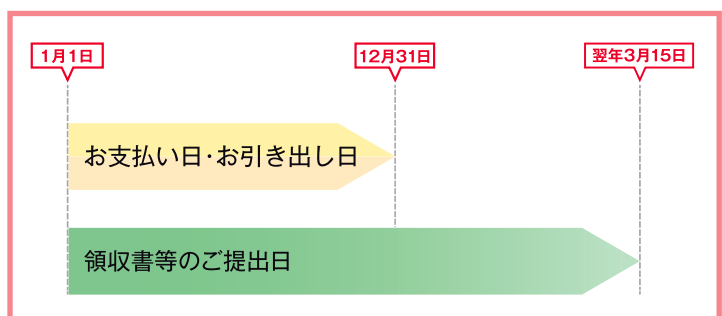 1月1日
12月31日
翌年3月15日
お支払い日・お引き出し日
領収書等のご提出日